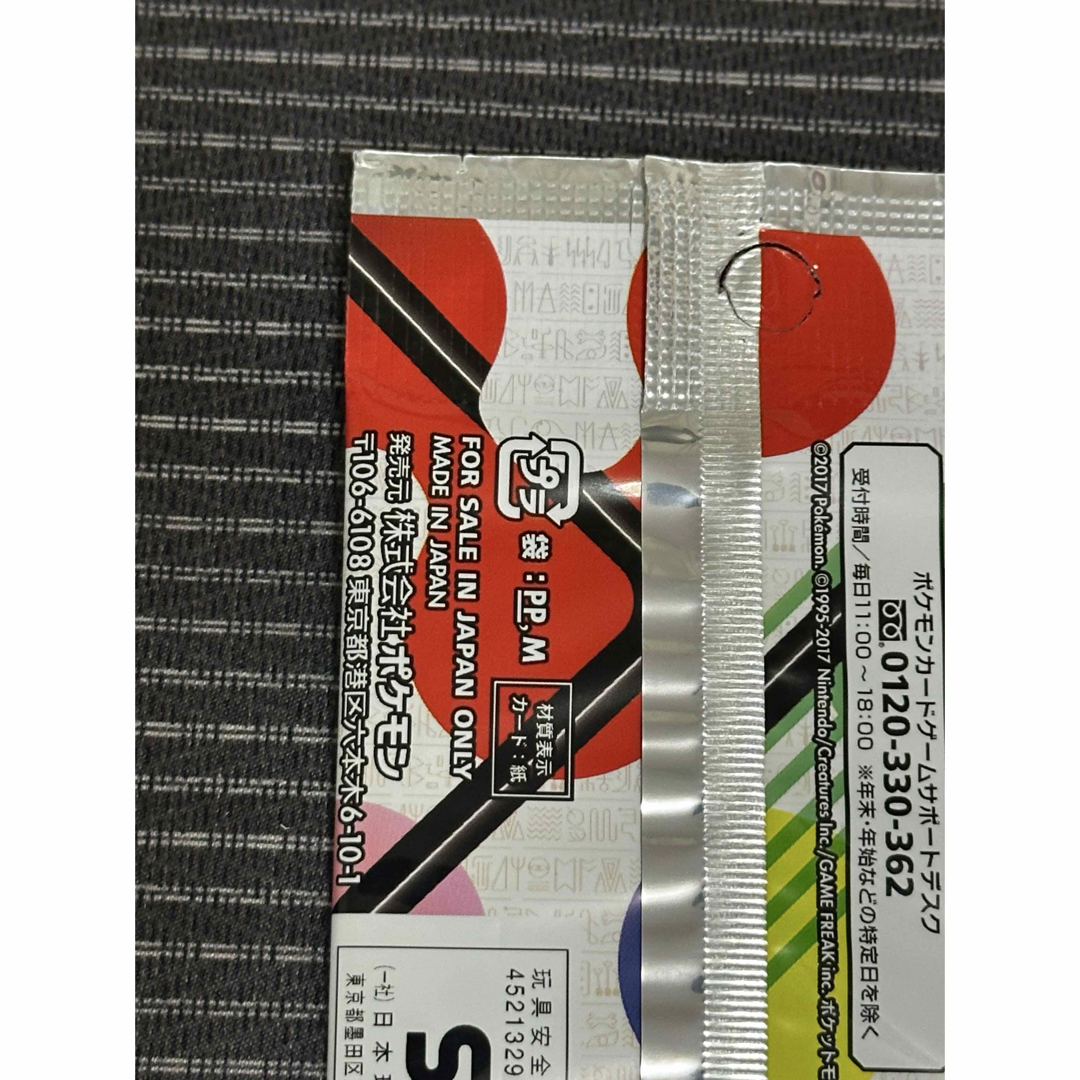 ポケモンカードゲームサポートデスク
0120-330-362
受付時間／毎日11:00～18:00 ※年末・年始などの特定日を除く
©2017 Pokémon. ©1995-2017 Nintendo/Creatures Inc./GAME FREAK inc. ポケットモ
プラ
袋：PP,M
材質表示
カード：紙
FOR SALE IN JAPAN ONLY
MADE IN JAPAN
発売元 株式会社ポケモン
〒106-6108 東京都港区六本木6-10-1
玩具安全
4521329
S
(一社)日本
東京都墨田区